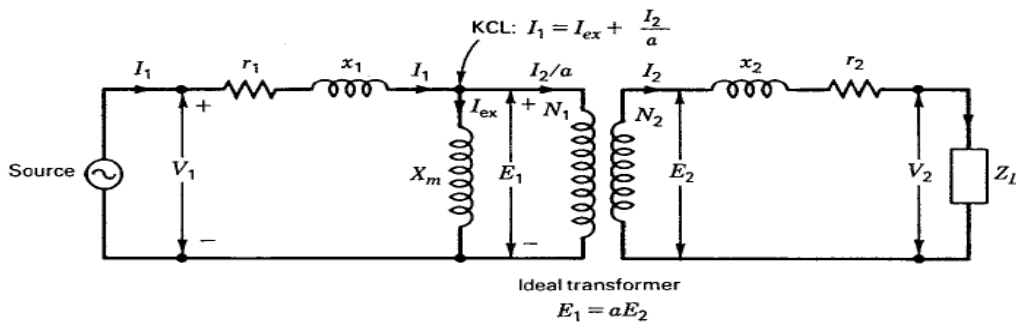 KCL: I₁ = Iₑₓ + I₂/a
I₁ r₁ x₁ I₁ I₂/a I₂ x₂ r₂
+ Iₑₓ + N₁ N₂
Source V₁ Xₘ E₁ E₂ V₂ Z_L
− −
Ideal transformer
E₁ = aE₂